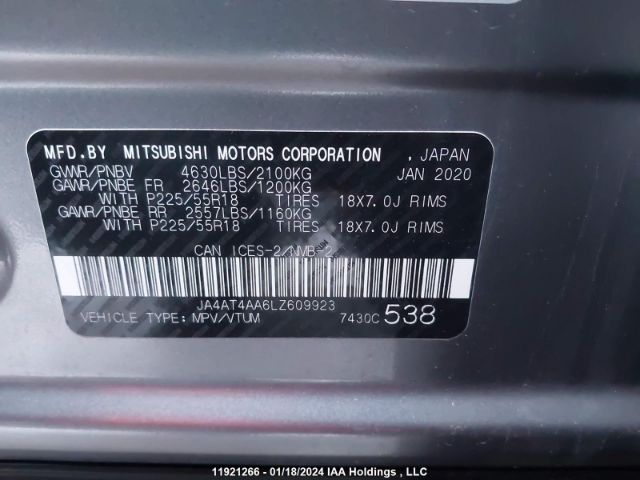 MFD.BY MITSUBISHI MOTORS CORPORATION , JAPAN
GVWR/PNBV 4630LBS/2100KG JAN 2020
GAWR/PNBE FR 2646LBS/1200KG
WITH P225/55R18 TIRES 18X7.0J RIMS
GAWR/PNBE RR 2557LBS/1160KG
WITH P225/55R18 TIRES 18X7.0J RIMS
CAN ICES-2/NMB-2
JA4AT4AA6LZ609923
VEHICLE TYPE: MPV/VTUM 7430C 538
11921266 - 01/18/2024 IAA Holdings , LLC